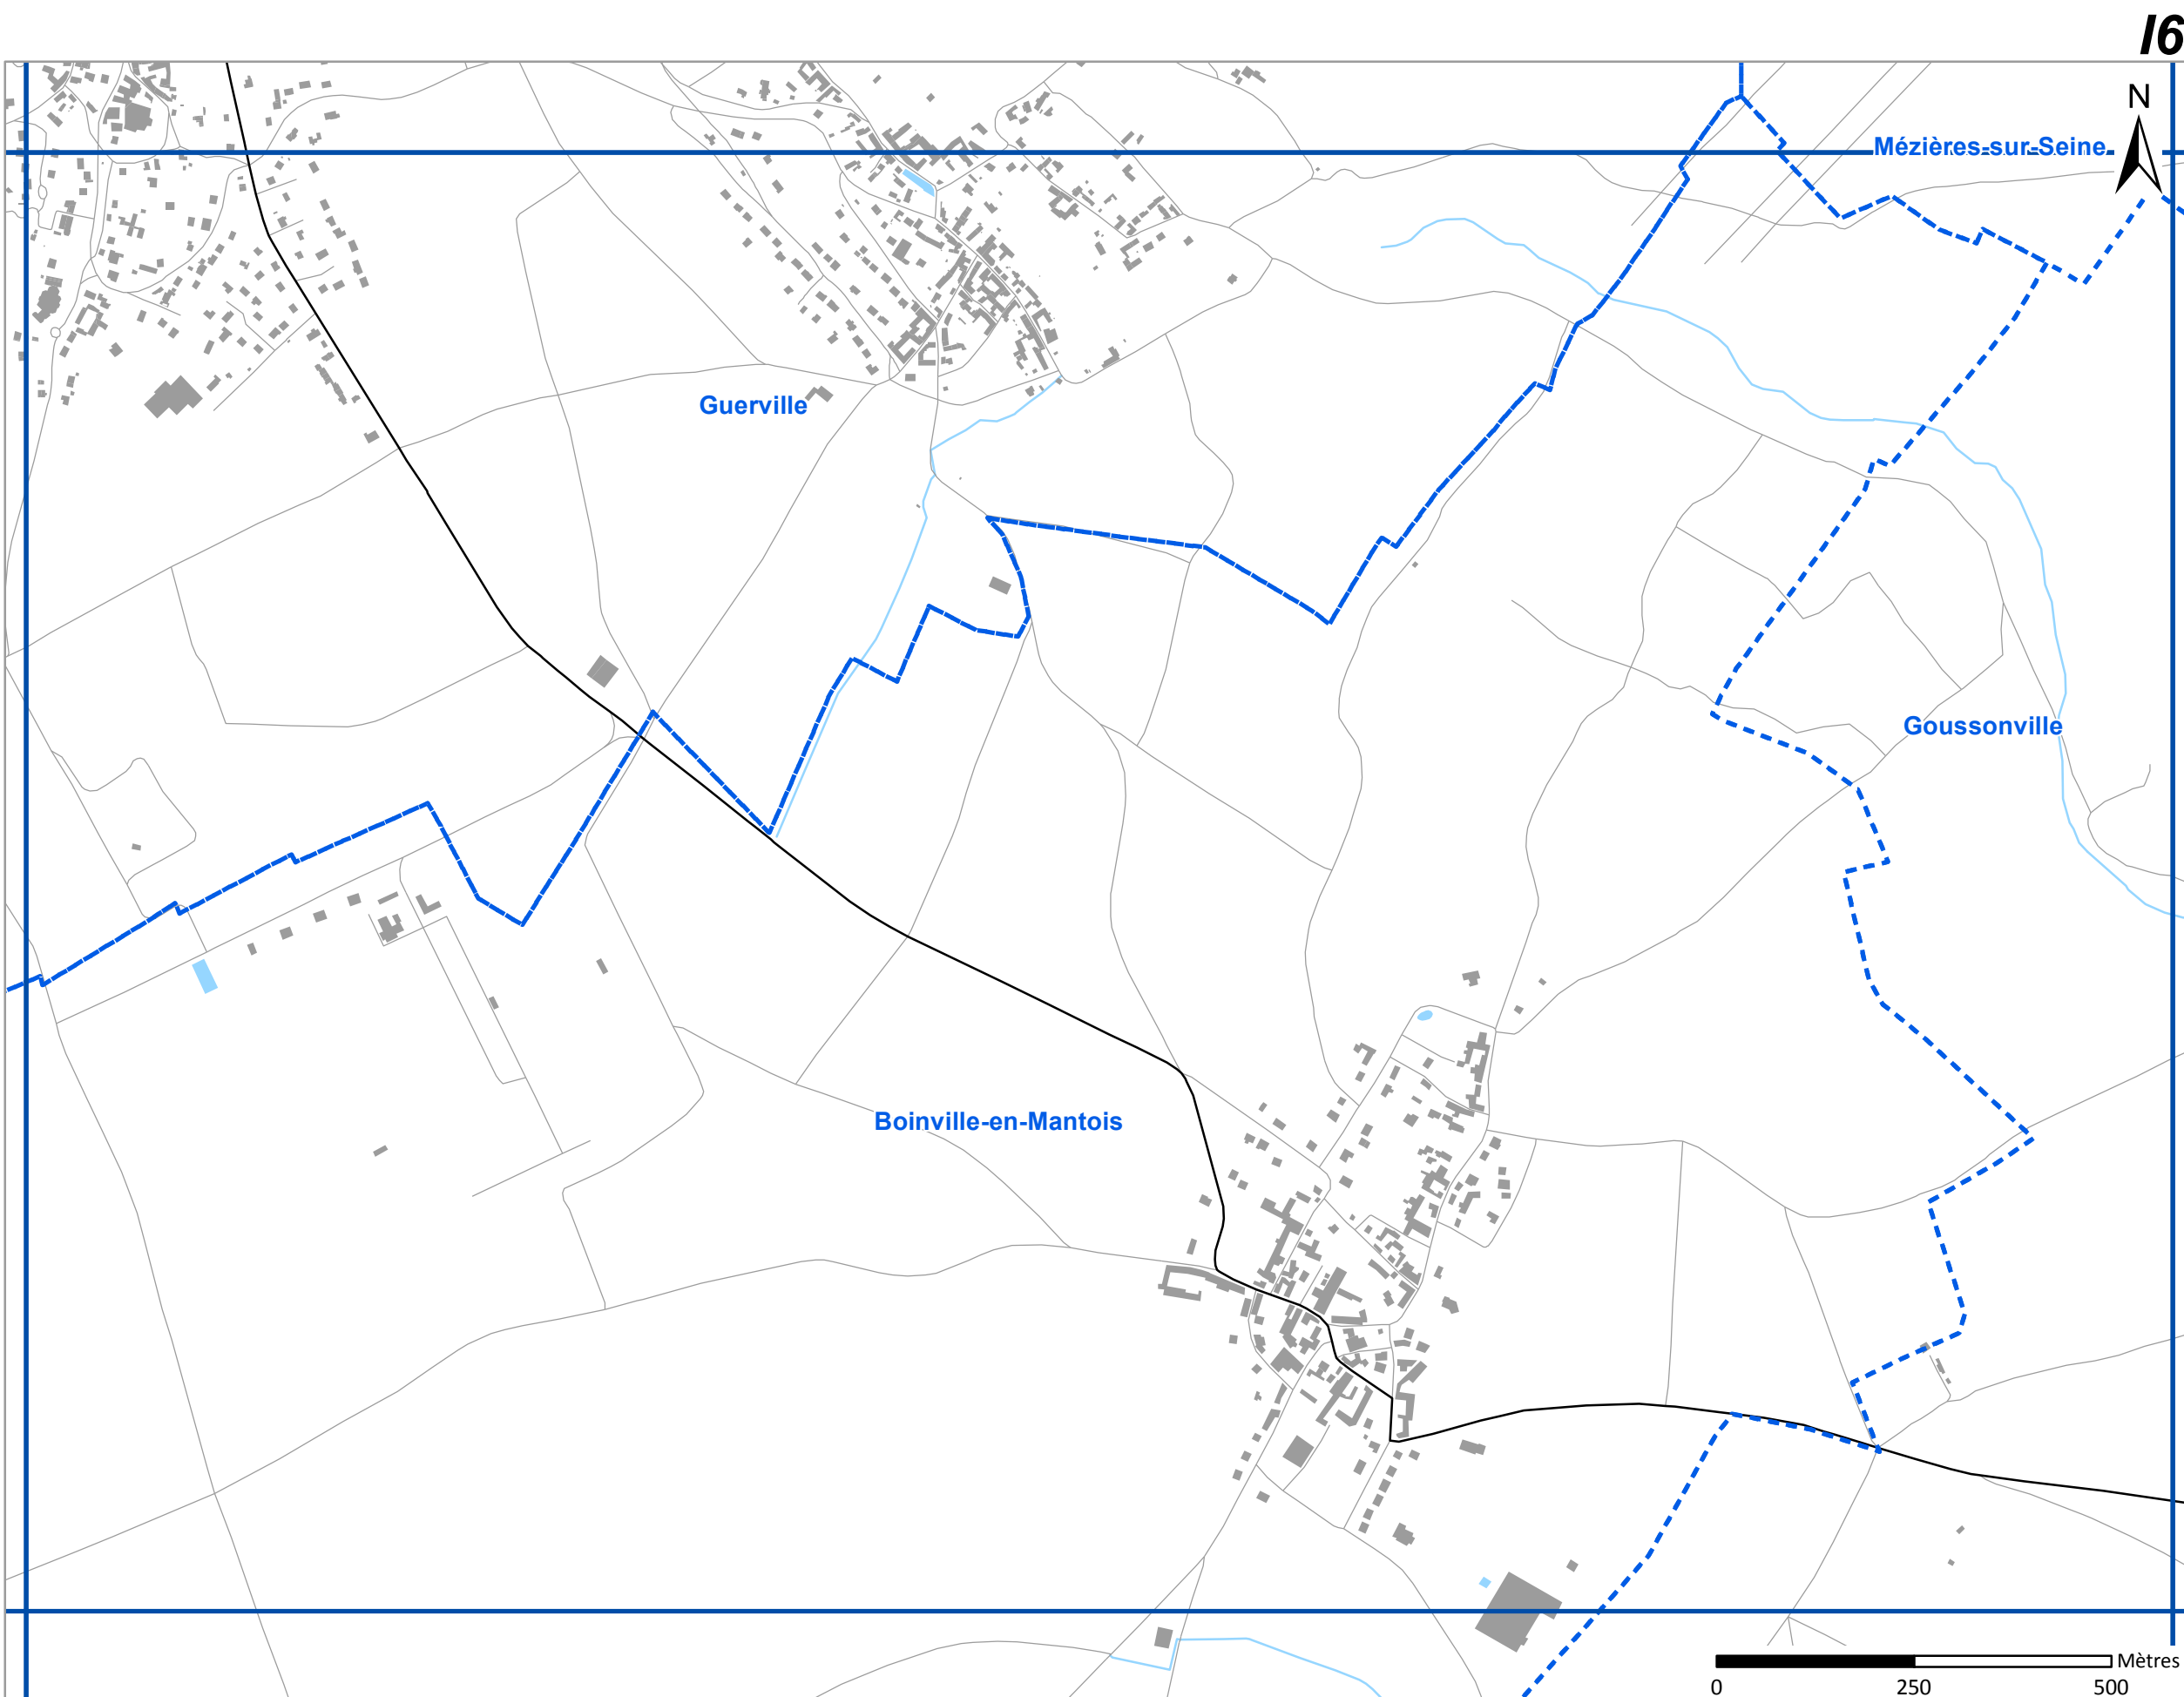 I6
N
Mézières-sur-Seine
Guerville
Goussonville
Boinville-en-Mantois
Mètres
0 250 500